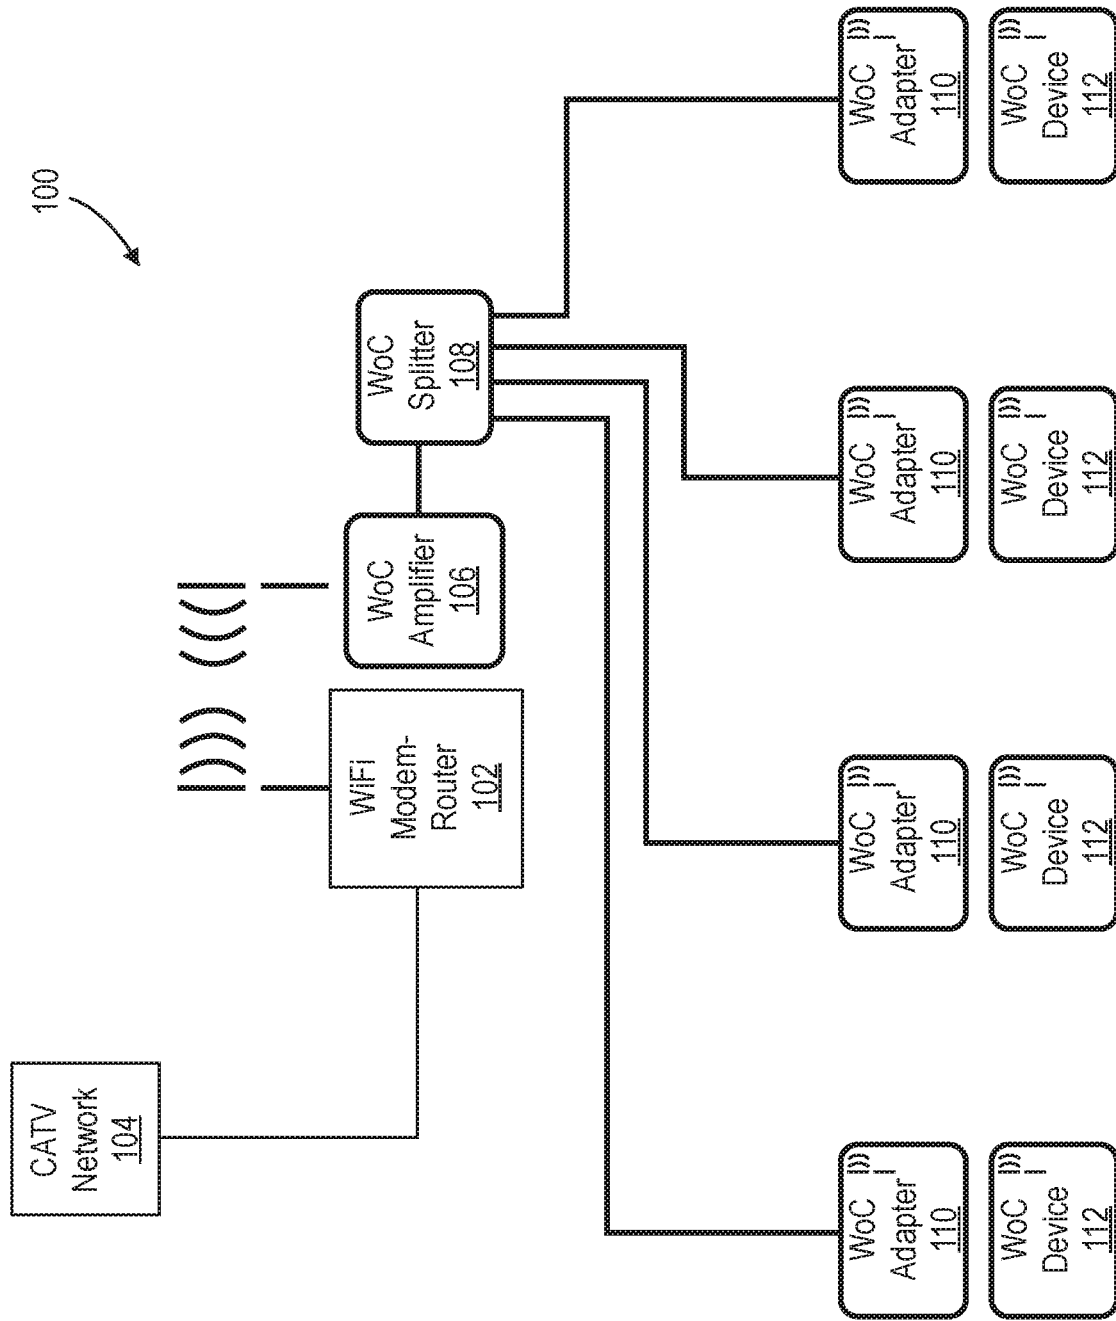 100
CATV
Network
104
WiFi
Modem-
Router
102
WoC
Amplifier
106
WoC
Splitter
108
WoC
Adapter
110
WoC
Device
112
WoC
Adapter
110
WoC
Device
112
WoC
Adapter
110
WoC
Device
112
WoC
Adapter
110
WoC
Device
112